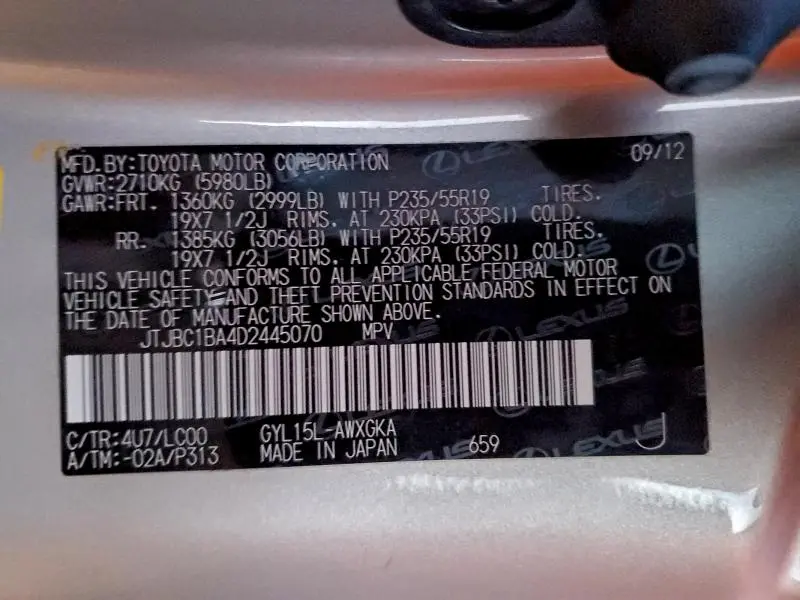 MFD.BY:TOYOTA MOTOR CORPORATION 09/12
GVWR:2710KG (5980LB)
GAWR:FRT. 1360KG (2999LB) WITH P235/55R19 TIRES.
19X7 1/2J RIMS. AT 230KPA (33PSI) COLD.
RR. 1385KG (3056LB) WITH P235/55R19 TIRES.
19X7 1/2J RIMS. AT 230KPA (33PSI) COLD.
THIS VEHICLE CONFORMS TO ALL APPLICABLE FEDERAL MOTOR
VEHICLE SAFETY AND THEFT PREVENTION STANDARDS IN EFFECT ON
THE DATE OF MANUFACTURE SHOWN ABOVE.
JTJBC1BA4D2445070 MPV
C/TR:4U7/LC00 GYL15L-AWXGKA
A/TM:-02A/P313 MADE IN JAPAN 659 J
LEXUS
LEXUS
LEXUS